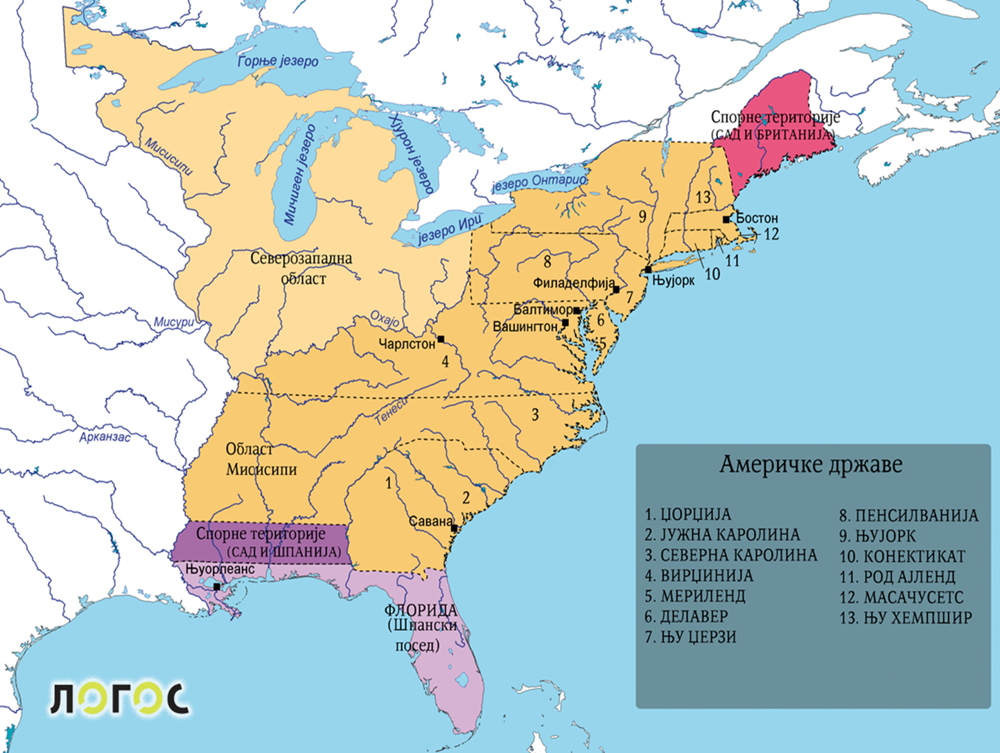 Горње језеро
Мисисипи
Мичиген језеро
Хјурон језеро
Спорне територије
(САД И БРИТАНИЈА)
језеро Онтарио
језеро Ири
13
9
Бостон
12
11
10
Њујорк
8
Филаделфија
7
Северозападна
област
Балтимор
Вашингтон
6
5
Мисури
Охајо
Чарлстон
4
Тенеси
3
Арканзас
Област
Мисисипи
1
2
Савана
Спорне територије
(САД И ШПАНИЈА)
Њуорлеанс
ФЛОРИДА
(Шпански
посед)
Америчке државе
1. ЏОРЏИЈА
2. ЈУЖНА КАРОЛИНА
3. СЕВЕРНА КАРОЛИНА
4. ВИРЏИНИЈА
5. МЕРИЛЕНД
6. ДЕЛАВЕР
7. ЊУ ЏЕРЗИ
8. ПЕНСИЛВАНИЈА
9. ЊУЈОРК
10. КОНЕКТИКАТ
11. РОД АЈЛЕНД
12. МАСАЧУСЕТС
13. ЊУ ХЕМПШИР
ЛОГОС